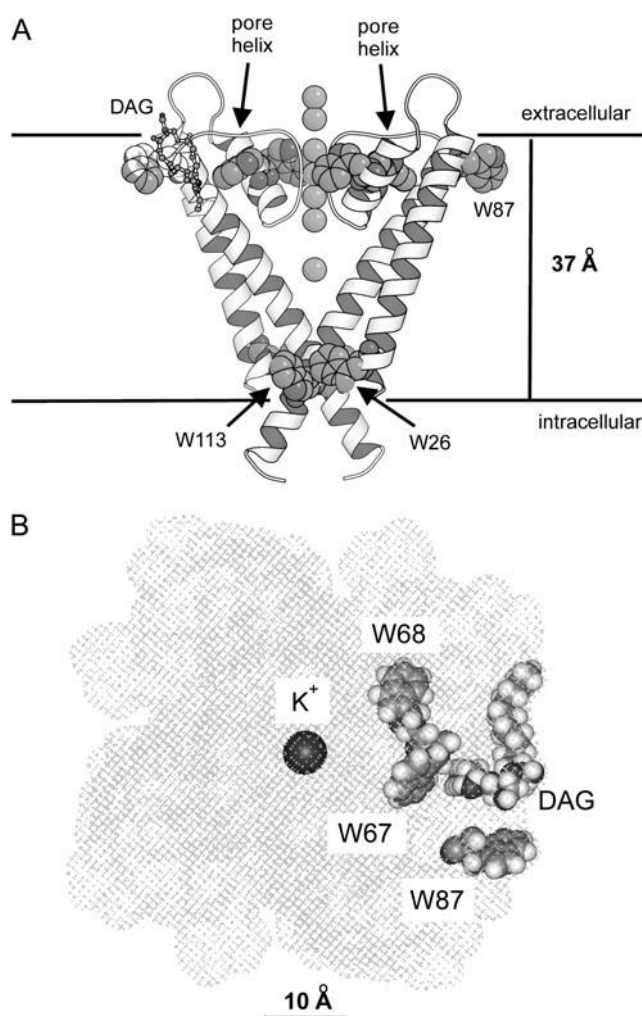 A
pore
helix
pore
helix
DAG
extracellular
W87
37 Å
W113
W26
intracellular
B
W68
K+
DAG
W67
W87
10 Å